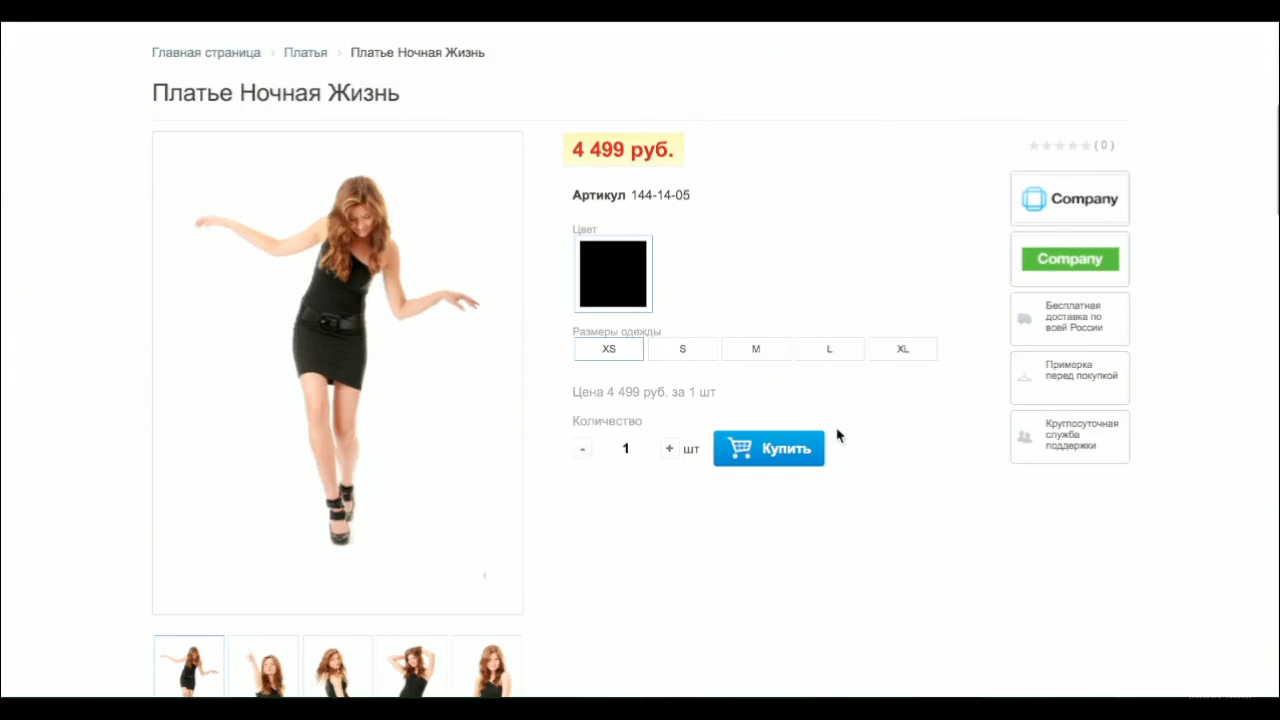 Главная страница › Платья › Платье Ночная Жизнь
Платье Ночная Жизнь
4 499 руб.
(0)
Артикул 144-14-05
Company
Цвет
Company
Бесплатная
доставка по
всей России
Размеры одежды
XS S M L XL
Примерка
перед покупкой
Цена 4 499 руб. за 1 шт
Количество
- 1 + шт Купить
Круглосуточная
служба
поддержки